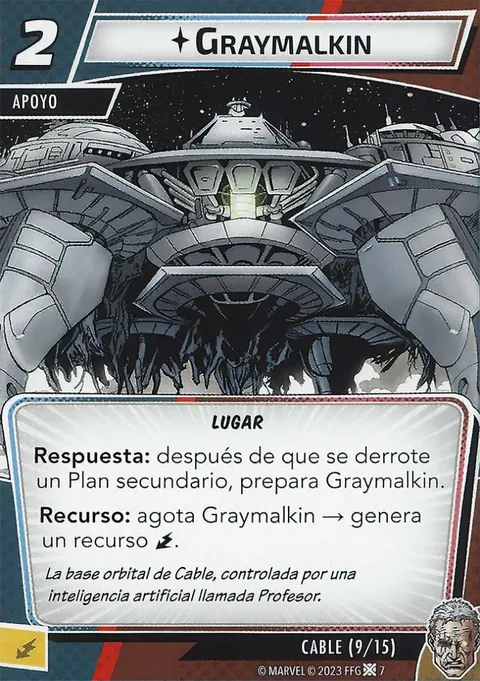 2
GRAYMALKIN
APOYO
LUGAR
Respuesta: después de que se derrote
un Plan secundario, prepara Graymalkin.
Recurso: agota Graymalkin → genera
un recurso .
La base orbital de Cable, controlada por una
inteligencia artificial llamada Profesor.
CABLE (9/15)
© MARVEL © 2023 FFG 7